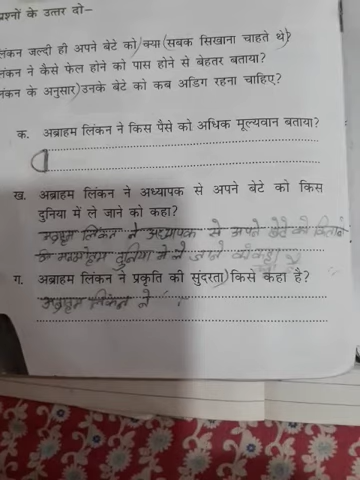 प्रश्नों के उत्तर दो–
लिंकन जल्दी ही अपने बेटे को क्या (सबक सिखाना चाहते थे)?
लिंकन ने कैसे फेल होने को पास होने से बेहतर बताया?
लिंकन के अनुसार) उनके बेटे को कब अडिग रहना चाहिए?
क. अब्राहम लिंकन ने किस पैसे को अधिक मूल्यवान बताया?
ख. अब्राहम लिंकन ने अध्यापक से अपने बेटे को किस
दुनिया में ले जाने को कहा?
अब्राहम लिंकन ने अध्यापक से अपने बेटे को
दुनिया मे ले जाने को कहा
ग. अब्राहम लिंकन ने प्रकृति की सुंदरता) किसे कहा है?
अब्राहम लिंकन ने